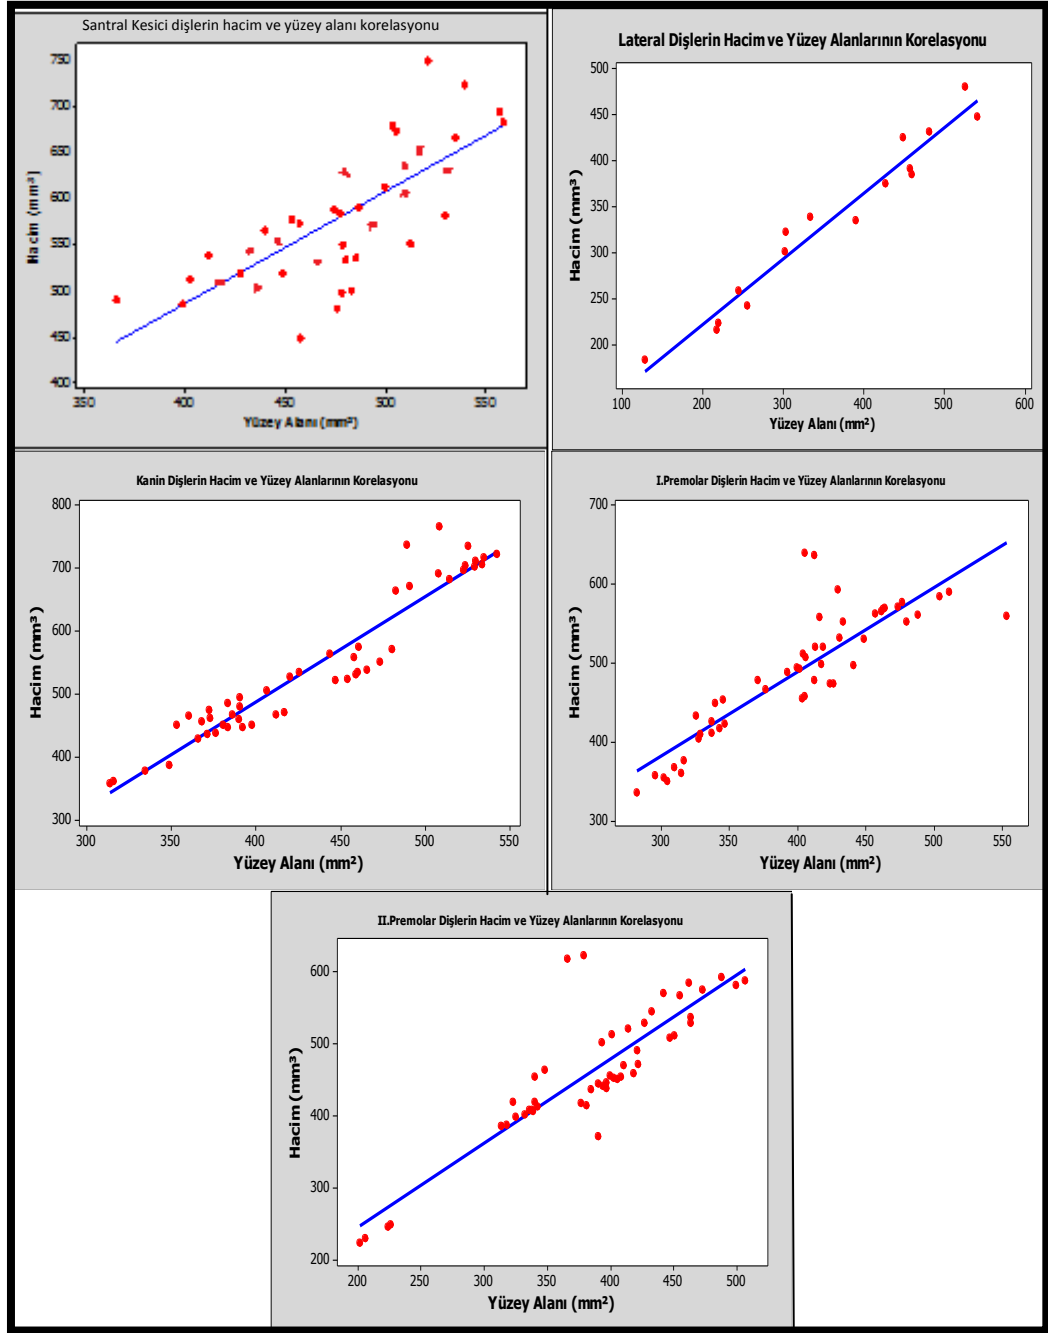 Santral Kesici dişlerin hacim ve yüzey alanı korelasyonu
750
700
650
600
550
500
450
400
Hacim (mm³)
350 400 450 500 550
Yüzey Alanı (mm²)
Lateral Dişlerin Hacim ve Yüzey Alanlarının Korelasyonu
500
450
400
350
300
250
200
Hacim (mm³)
100 200 300 400 500 600
Yüzey Alanı (mm²)
Kanin Dişlerin Hacim ve Yüzey Alanlarının Korelasyonu
800
700
600
500
400
300
Hacim (mm³)
300 350 400 450 500 550
Yüzey Alanı (mm²)
I.Premolar Dişlerin Hacim ve Yüzey Alanlarının Korelasyonu
700
600
500
400
300
Hacim (mm³)
300 350 400 450 500 550
Yüzey Alanı (mm²)
II.Premolar Dişlerin Hacim ve Yüzey Alanlarının Korelasyonu
600
500
400
300
200
Hacim (mm³)
200 250 300 350 400 450 500
Yüzey Alanı (mm²)